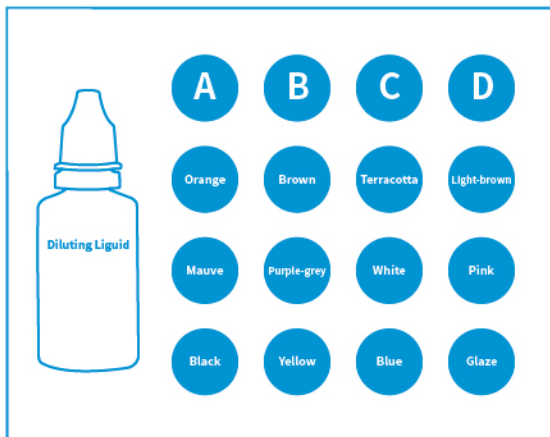 A B C D
Orange Brown Terracotta Light-brown
Diluting Liguid
Mauve Purple-grey White Pink
Black Yellow Blue Glaze